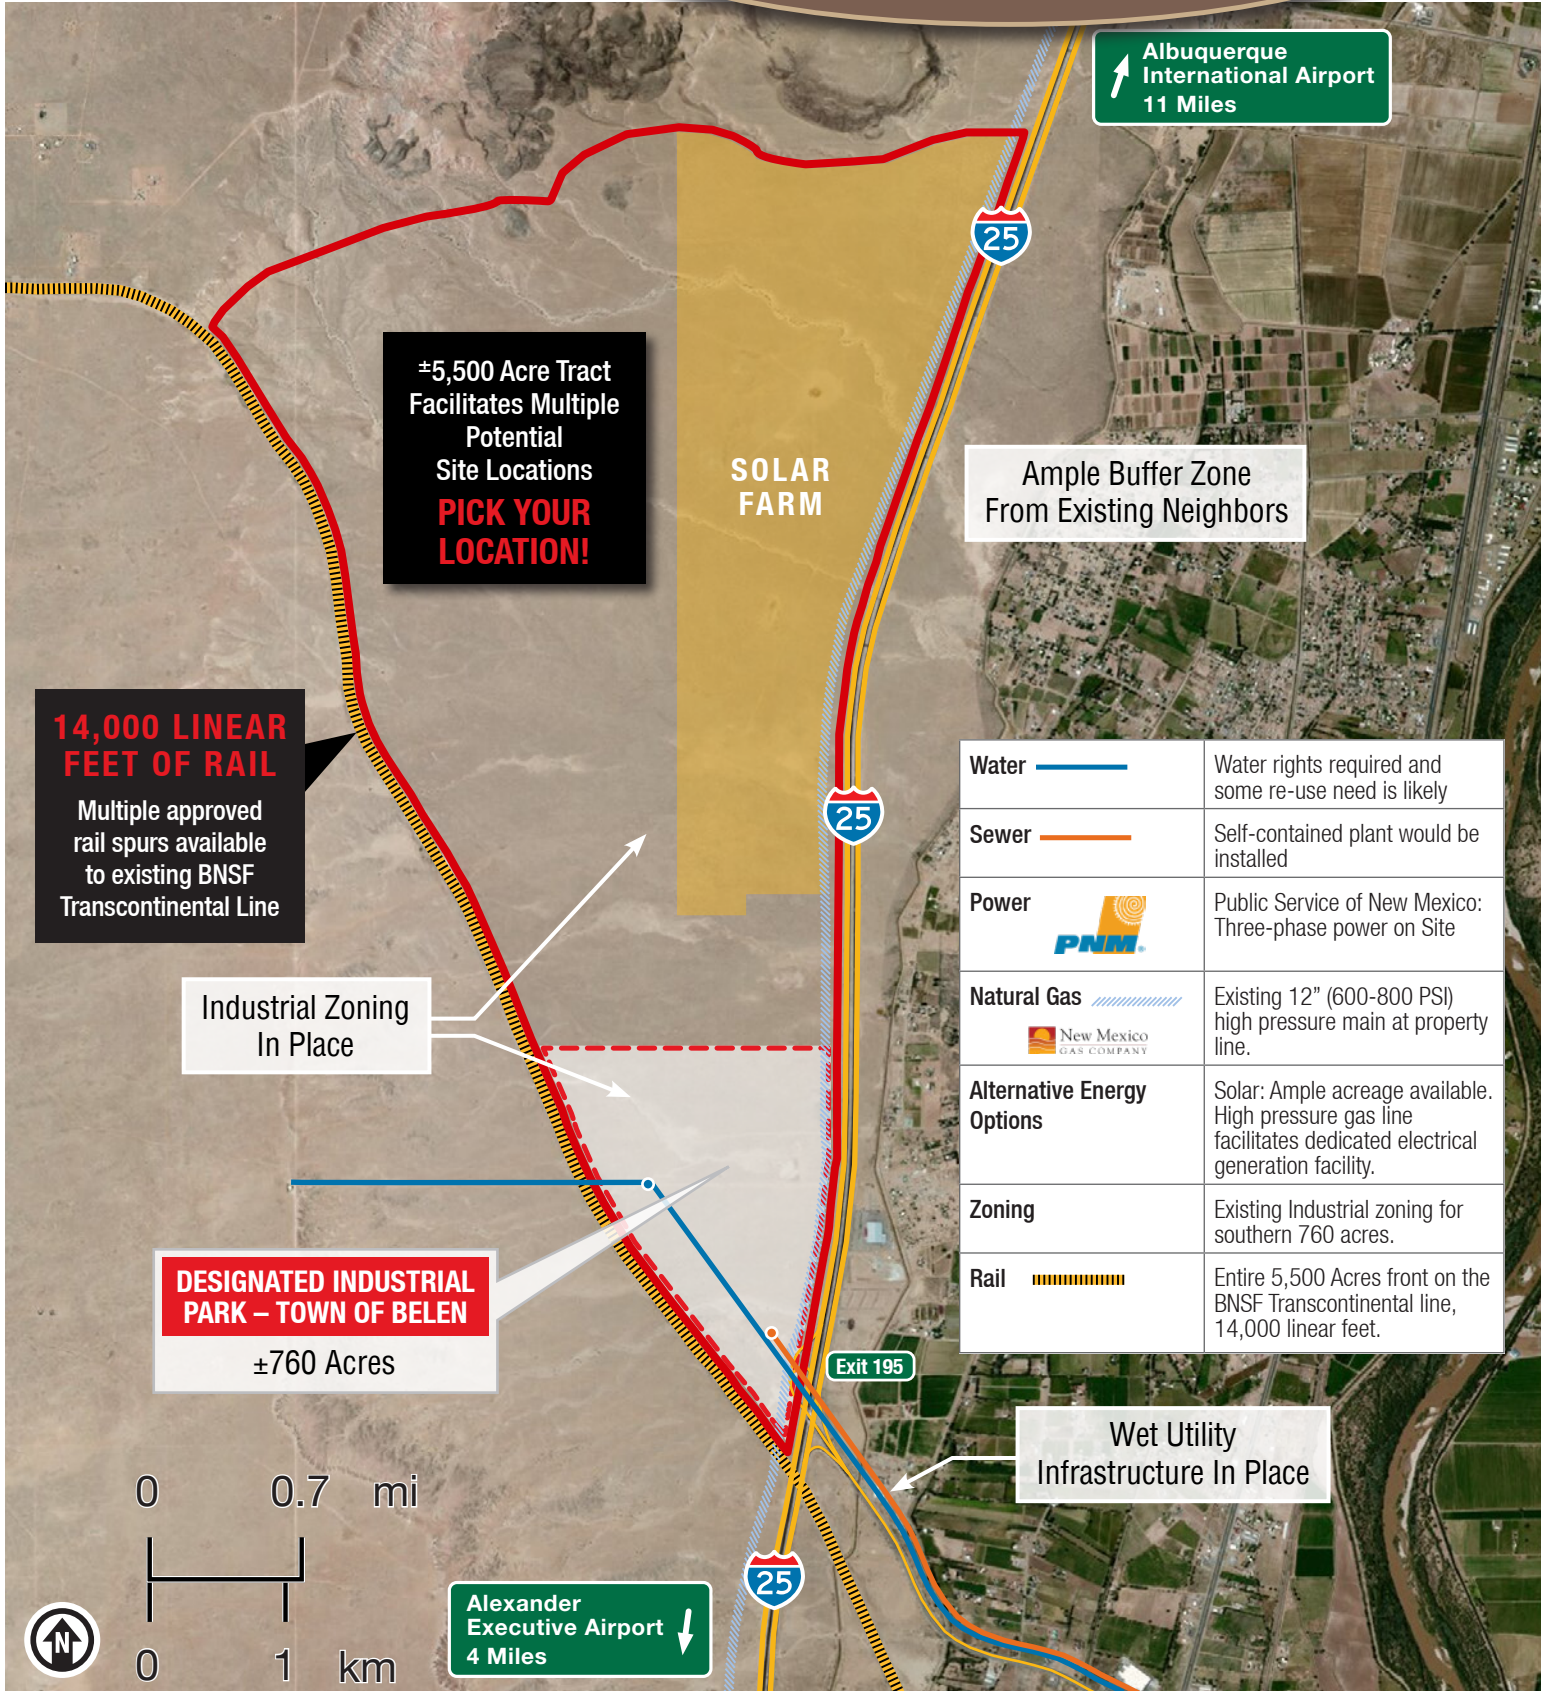 Albuquerque
International Airport
11 Miles
25
±5,500 Acre Tract
Facilitates Multiple
Potential
Site Locations
PICK YOUR
LOCATION!
SOLAR
FARM
Ample Buffer Zone
From Existing Neighbors
14,000 LINEAR
FEET OF RAIL
Multiple approved
rail spurs available
to existing BNSF
Transcontinental Line
25
Water
Water rights required and
some re-use need is likely
Sewer
Self-contained plant would be
installed
Power
PNM®
Public Service of New Mexico:
Three-phase power on Site
Natural Gas
New Mexico
GAS COMPANY
Existing 12” (600-800 PSI)
high pressure main at property
line.
Alternative Energy
Options
Solar: Ample acreage available.
High pressure gas line
facilitates dedicated electrical
generation facility.
Zoning
Existing Industrial zoning for
southern 760 acres.
Rail
Entire 5,500 Acres front on the
BNSF Transcontinental line,
14,000 linear feet.
Industrial Zoning
In Place
DESIGNATED INDUSTRIAL
PARK – TOWN OF BELEN
±760 Acres
Exit 195
Wet Utility
Infrastructure In Place
0 0.7 mi
0 1 km
N
25
Alexander
Executive Airport
4 Miles